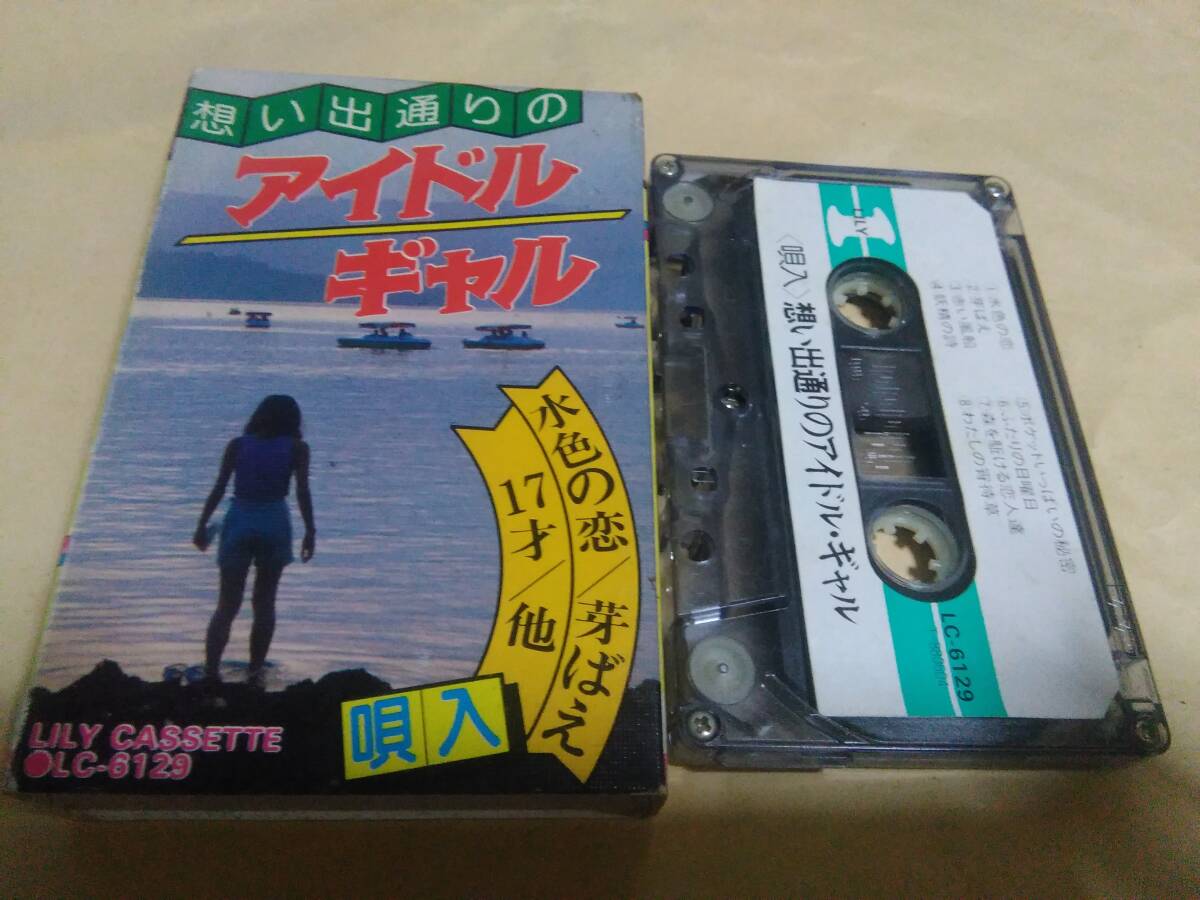 想い出通りの
アイドル
ギャル
水色の恋/芽ばえ
17才/他
唄入
LILY CASSETTE
●LC-6129
LILY
〈唄入〉想い出通りのアイドル・ギャル
1水色の恋
2芽ばえ
3赤い風船
4妖精の詩
5ポケットいっぱいの秘密
6ふたりの日曜日
7森を駈ける恋人達
8わたしの宵待草
LC-6129